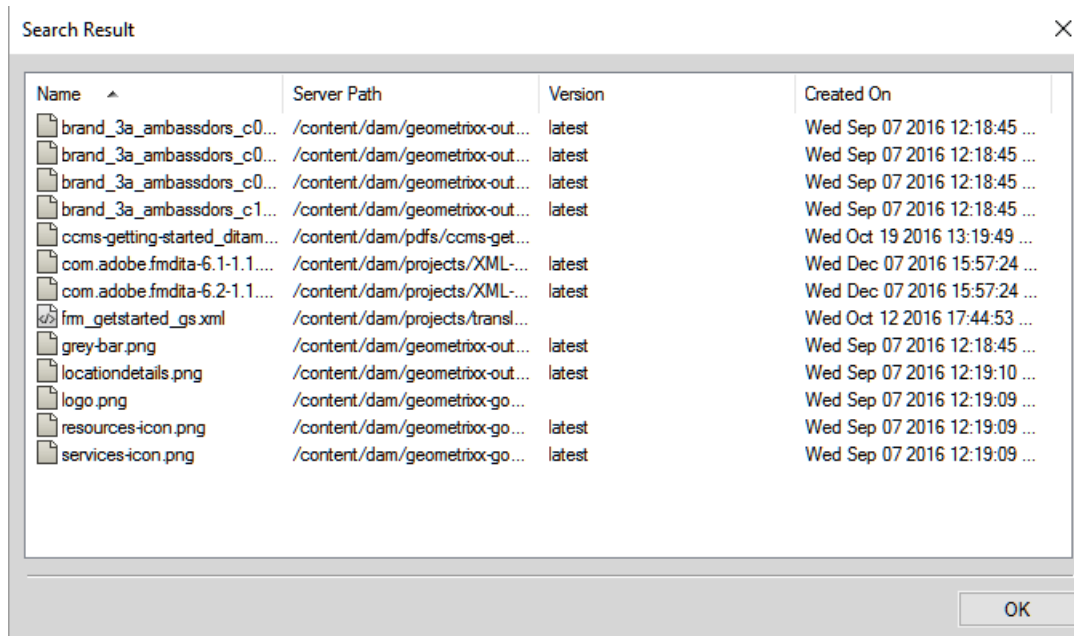 Search Result
Name Server Path Version Created On
brand_3a_ambassdors_c0... /content/dam/geometrixx-out... latest Wed Sep 07 2016 12:18:45 ...
brand_3a_ambassdors_c0... /content/dam/geometrixx-out... latest Wed Sep 07 2016 12:18:45 ...
brand_3a_ambassdors_c0... /content/dam/geometrixx-out... latest Wed Sep 07 2016 12:18:45 ...
brand_3a_ambassdors_c1... /content/dam/geometrixx-out... latest Wed Sep 07 2016 12:18:45 ...
ccms-getting-started_ditam... /content/dam/pdfs/ccms-get... Wed Oct 19 2016 13:19:49 ...
com.adobe.fmdita-6.1-1.1.... /content/dam/projects/XML-... latest Wed Dec 07 2016 15:57:24 ...
com.adobe.fmdita-6.2-1.1.... /content/dam/projects/XML-... latest Wed Dec 07 2016 15:57:24 ...
frm_getstarted_gs.xml /content/dam/projects/transl... Wed Oct 12 2016 17:44:53 ...
grey-bar.png /content/dam/geometrixx-out... latest Wed Sep 07 2016 12:18:45 ...
locationdetails.png /content/dam/geometrixx-out... latest Wed Sep 07 2016 12:19:10 ...
logo.png /content/dam/geometrixx-go... Wed Sep 07 2016 12:19:09 ...
resources-icon.png /content/dam/geometrixx-go... latest Wed Sep 07 2016 12:19:09 ...
services-icon.png /content/dam/geometrixx-go... latest Wed Sep 07 2016 12:19:09 ...
OK